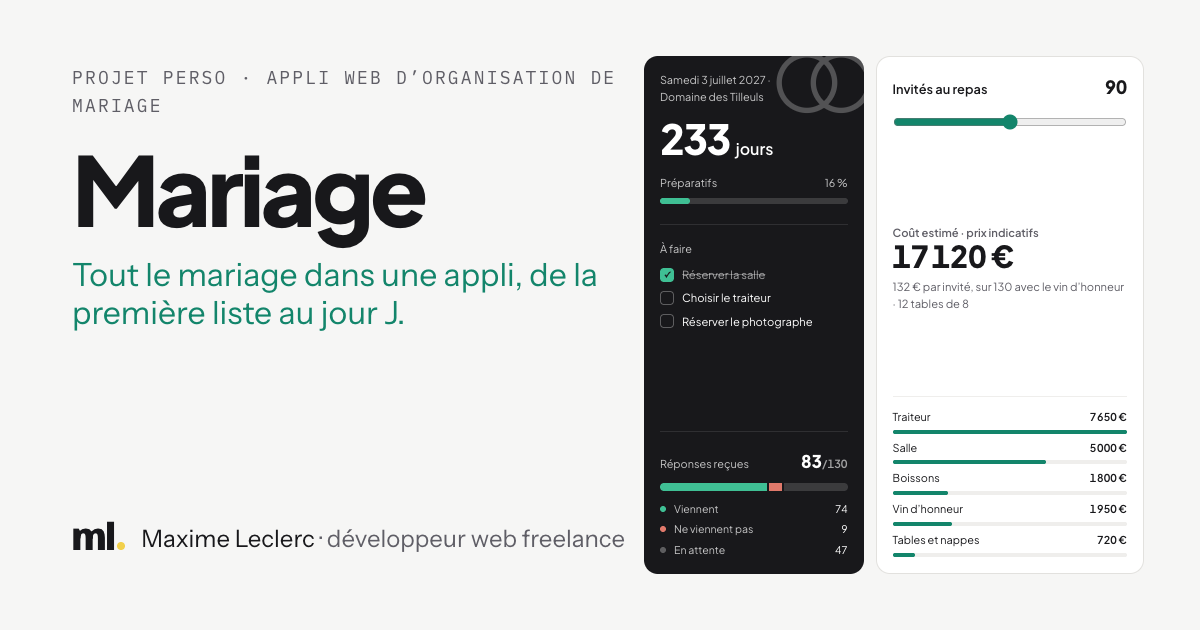 PROJET PERSO · APPLI WEB D’ORGANISATION DE
MARIAGE
Mariage
Tout le mariage dans une appli, de la
première liste au jour J.
ml.
Maxime Leclerc · développeur web freelance
Samedi 3 juillet 2027 ·
Domaine des Tilleuls
233 jours
Préparatifs 16 %
À faire
Réserver la salle
Choisir le traiteur
Réserver le photographe
Réponses reçues 83/130
Viennent 74
Ne viennent pas 9
En attente 47
Invités au repas 90
Coût estimé · prix indicatifs
17 120 €
132 € par invité, sur 130 avec le vin d’honneur
· 12 tables de 8
Traiteur 7 650 €
Salle 5 000 €
Boissons 1 800 €
Vin d’honneur 1 950 €
Tables et nappes 720 €